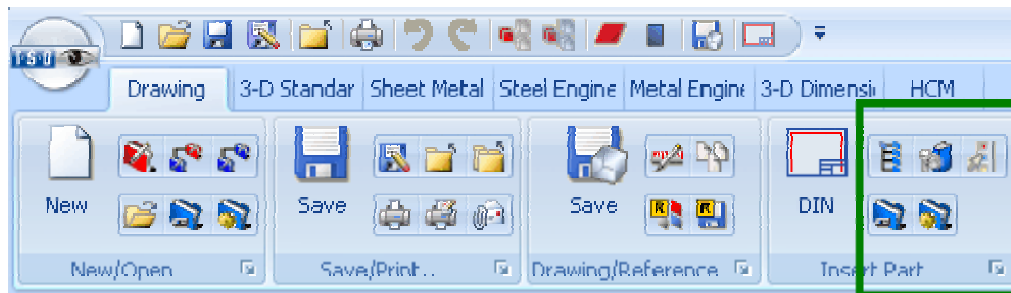 ISD
Drawing 3-D Standar Sheet Metal Steel Engine Metal Engine 3-D Dimensi HCM
New Save Save DIN
New/Open Save/Print.. Drawing/Reference Insert Part